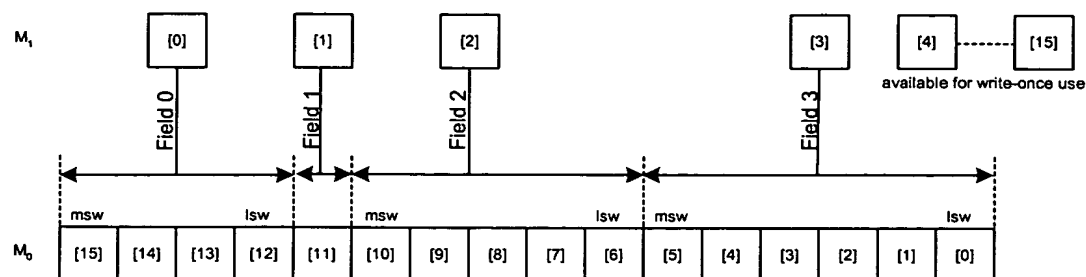 M1 [0] [1] [2] [3] [4] [15]
available for write-once use
Field 0 Field 1 Field 2 Field 3
msw lsw msw lsw msw lsw
M0 [15] [14] [13] [12] [11] [10] [9] [8] [7] [6] [5] [4] [3] [2] [1] [0]